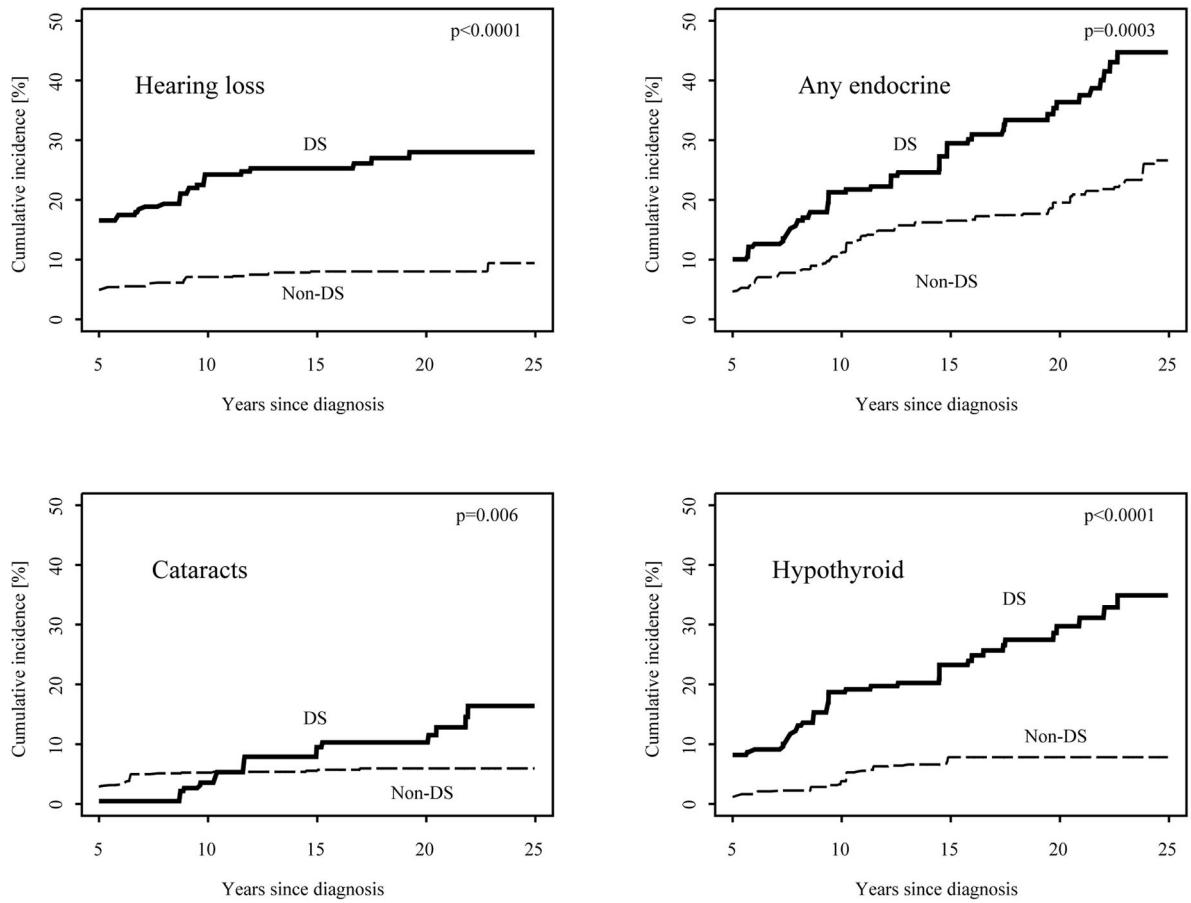 Hearing loss
p<0.0001
DS
Non-DS
Cumulative incidence [%]
0 10 20 30 40 50
5 10 15 20 25
Years since diagnosis
Any endocrine
p=0.0003
DS
Non-DS
Cumulative incidence [%]
0 10 20 30 40 50
5 10 15 20 25
Years since diagnosis
Cataracts
p=0.006
DS
Non-DS
Cumulative incidence [%]
0 10 20 30 40 50
5 10 15 20 25
Years since diagnosis
Hypothyroid
p<0.0001
DS
Non-DS
Cumulative incidence [%]
0 10 20 30 40 50
5 10 15 20 25
Years since diagnosis